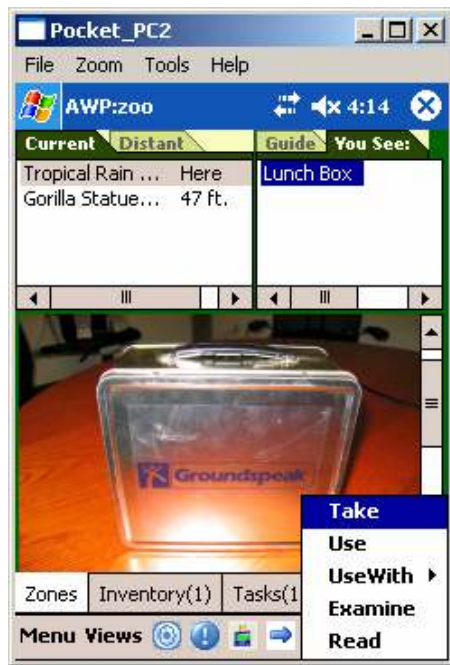 Pocket_PC2
File Zoom Tools Help
AWP:zoo 4:14
Current Distant Guide You See:
Tropical Rain ... Here Lunch Box
Gorilla Statue... 47 ft.
Groundspeak
Take
Use
UseWith
Examine
Read
Zones Inventory(1) Tasks(1
Menu Views